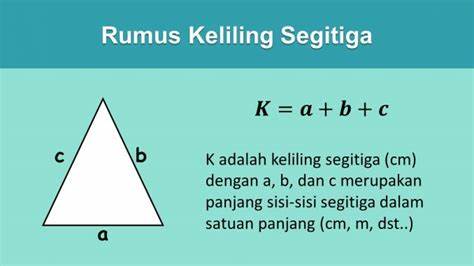 Rumus Keliling Segitiga
K = a + b + c
c
b
a
K adalah keliling segitiga (cm)
dengan a, b, dan c merupakan
panjang sisi-sisi segitiga dalam
satuan panjang (cm, m, dst..)